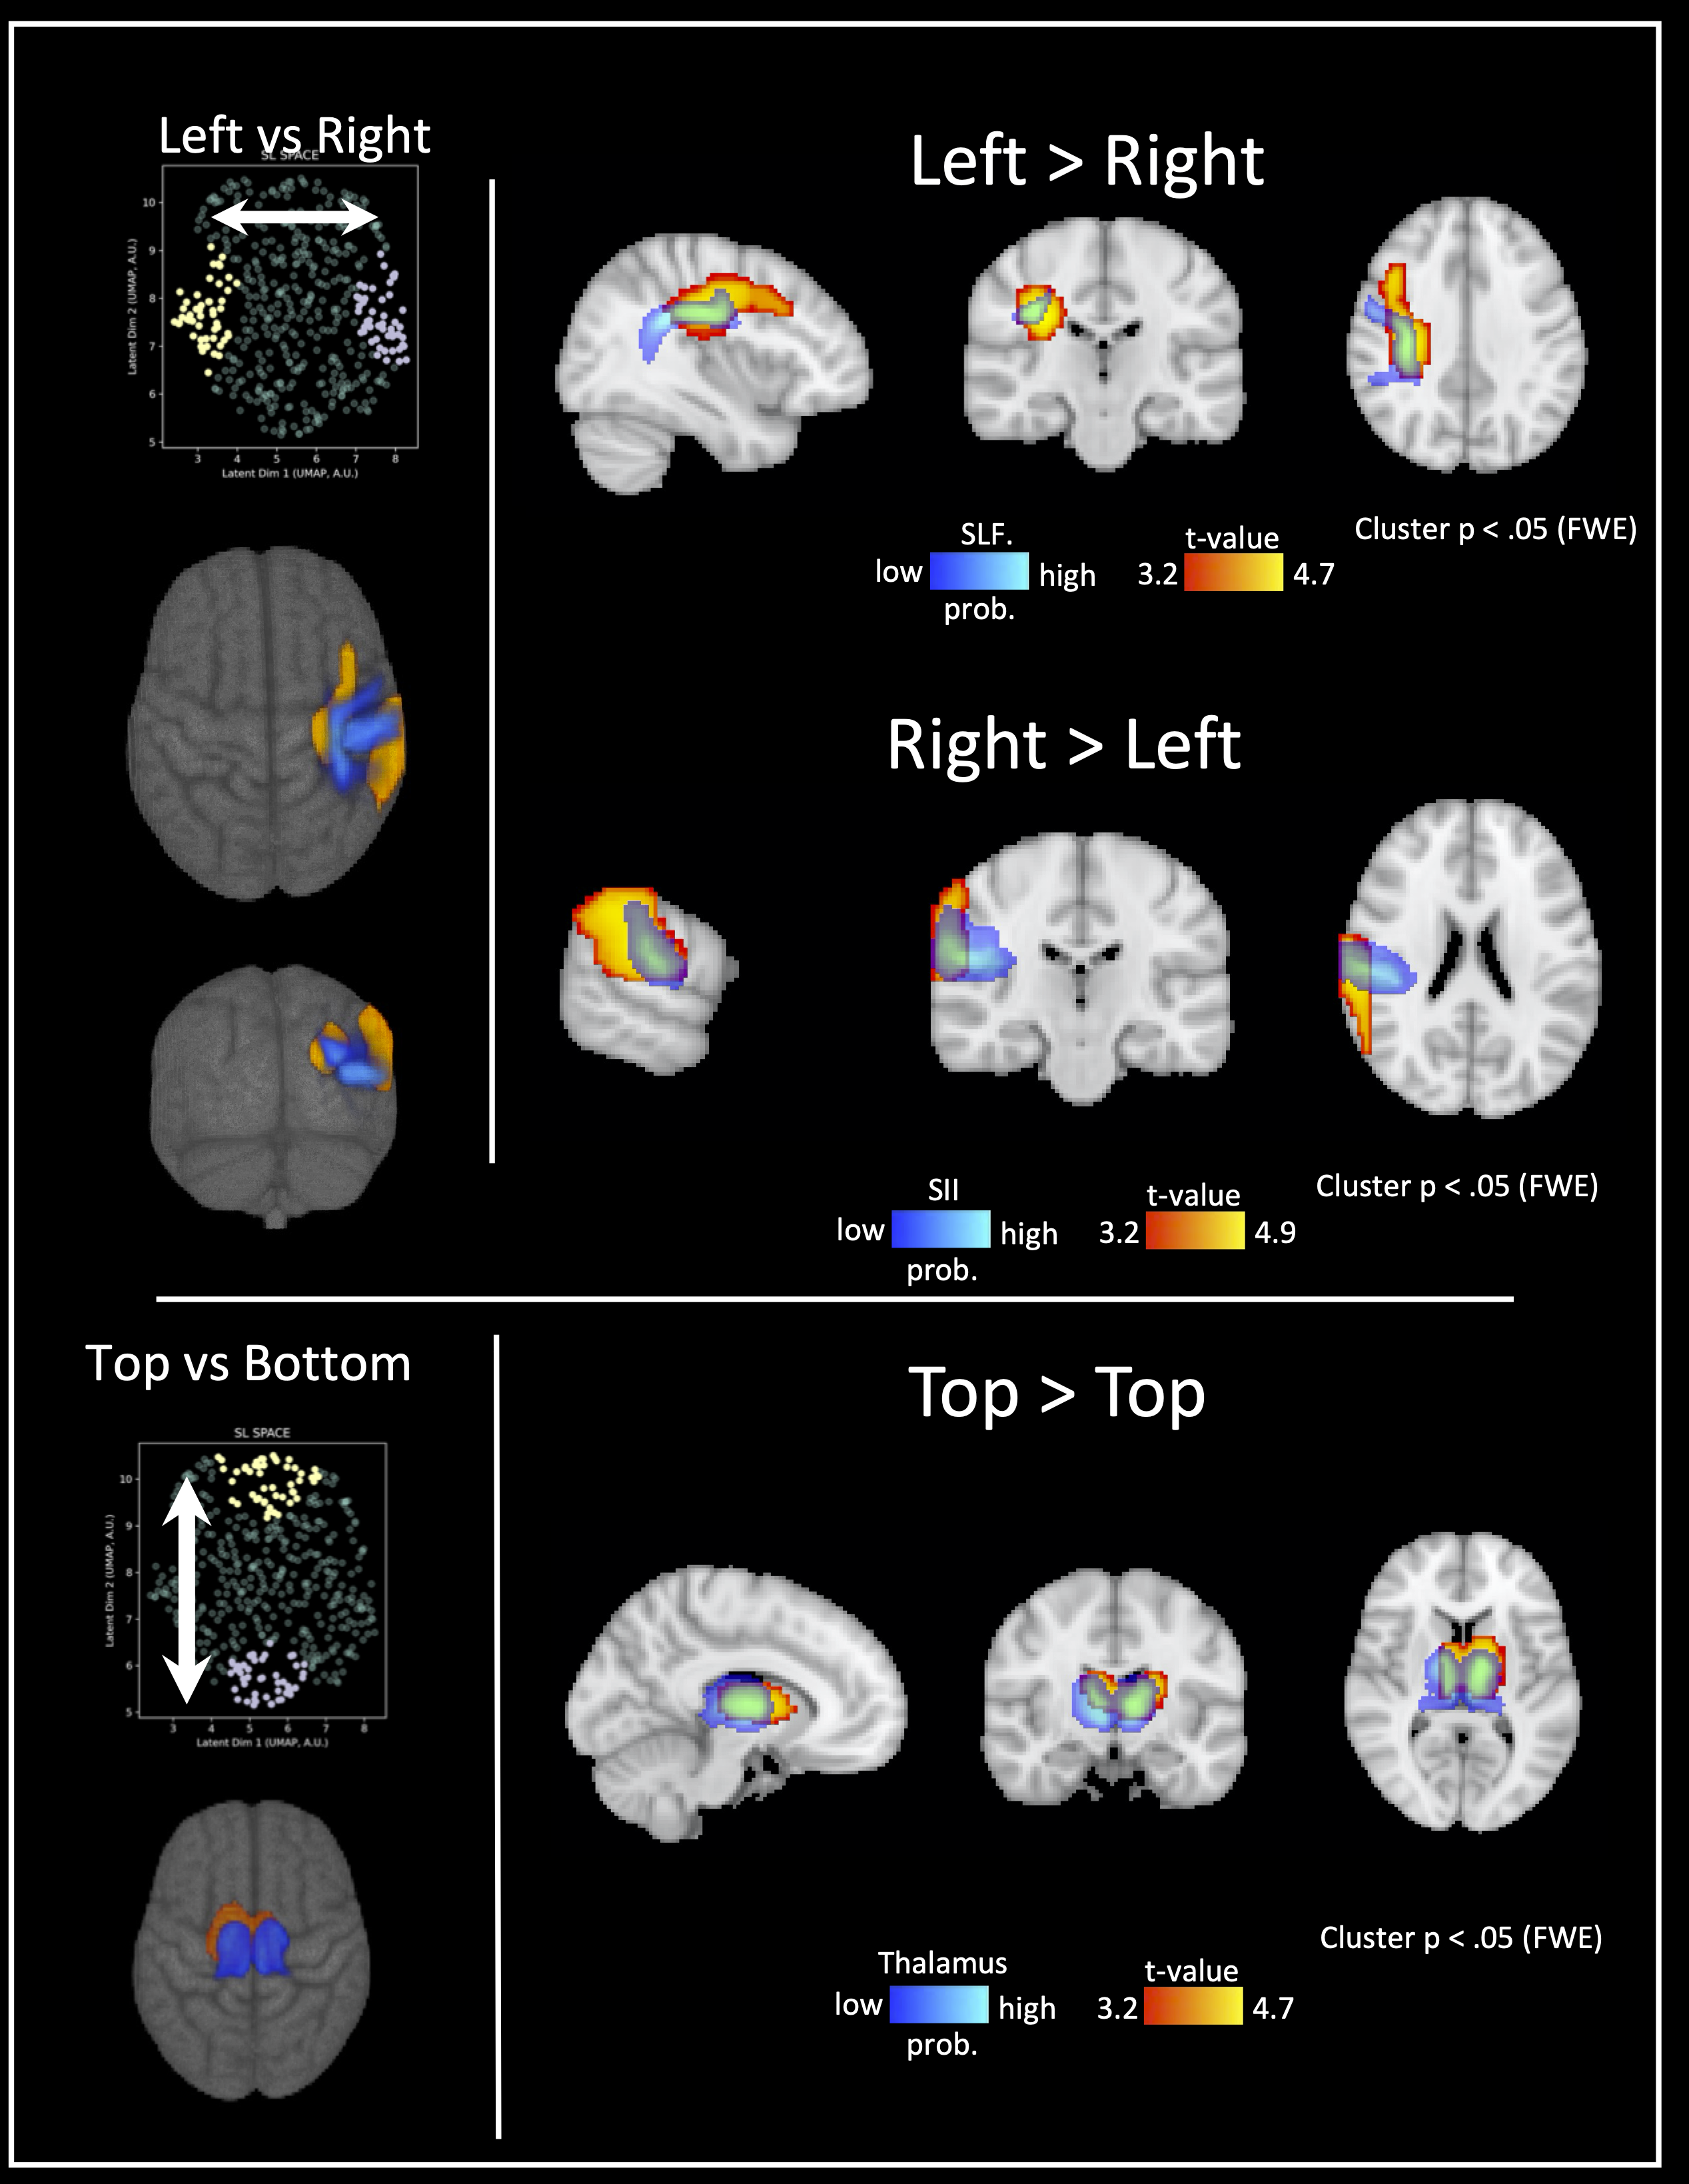 Left vs Right
SL SPACE
10
9
8
7
6
5
3 4 5 6 7 8
Latent Dim 1 (UMAP, A.U.)
Latent Dim 2 (UMAP, A.U.)
Left > Right
SLF.
low high
prob.
t-value
3.2 4.7
Cluster p < .05 (FWE)
Right > Left
SII
low high
prob.
t-value
3.2 4.9
Cluster p < .05 (FWE)
Top vs Bottom
SL SPACE
10
9
8
7
6
5
3 4 5 6 7 8
Latent Dim 1 (UMAP, A.U.)
Latent Dim 2 (UMAP, A.U.)
Top > Top
Thalamus
low high
prob.
t-value
3.2 4.7
Cluster p < .05 (FWE)